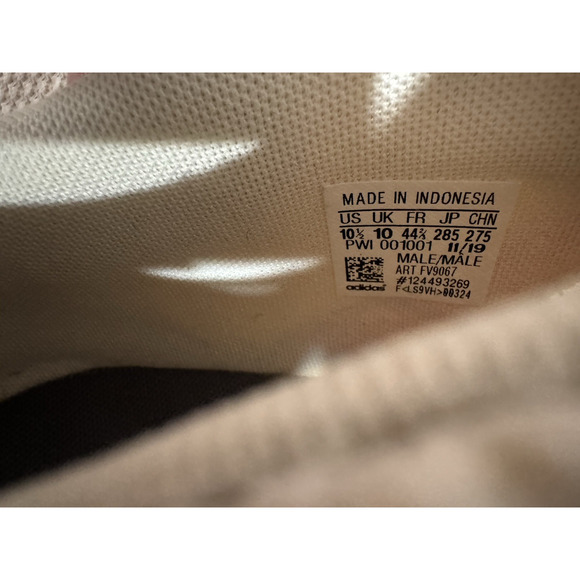 MADE IN INDONESIA
US UK FR JP CHN
10½ 10 44⅔ 285 275
PWI 001001 11/19
MALE/MÂLE
ART FV9067
#124493269
adidas F<LS9VH>00324